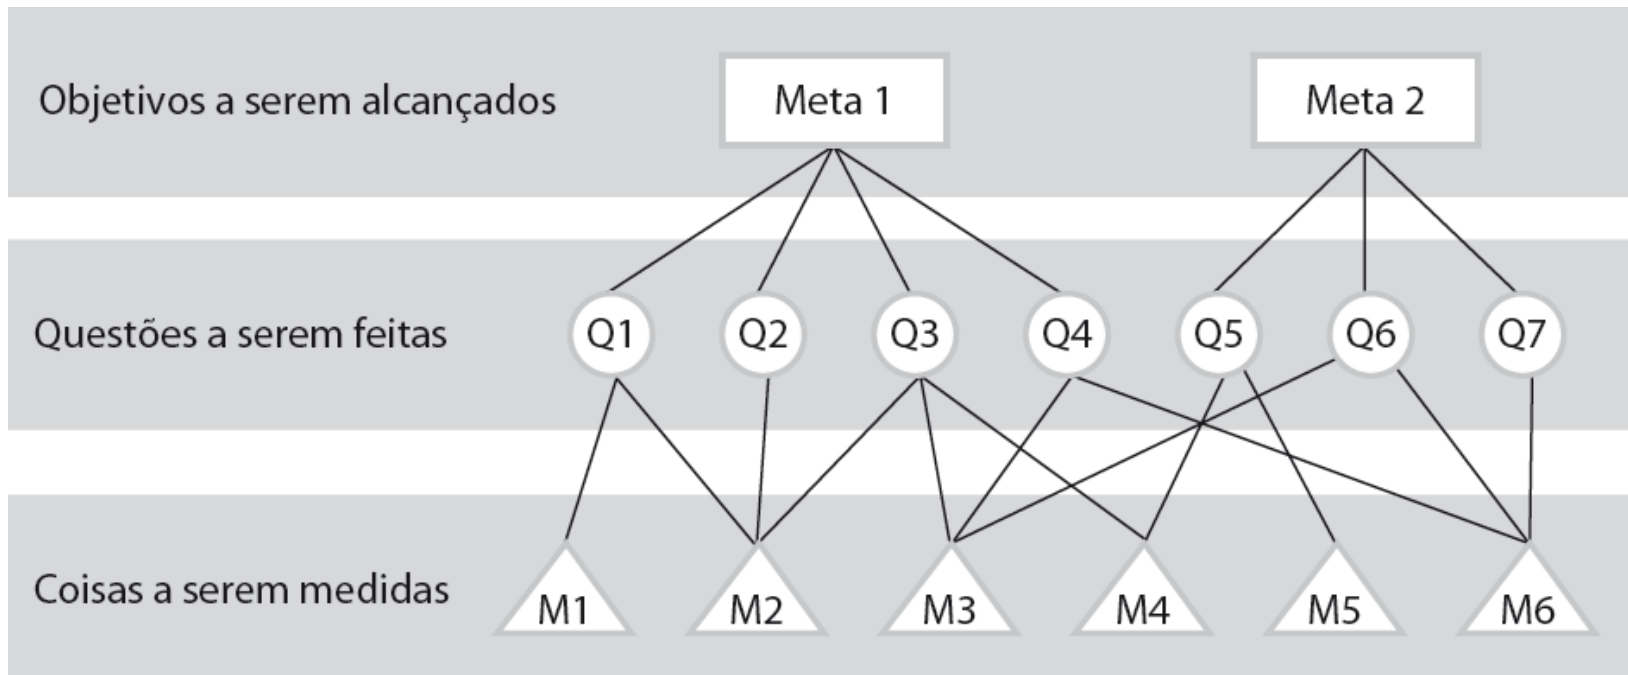 Objetivos a serem alcançados
Meta 1
Meta 2
Questões a serem feitas
Q1
Q2
Q3
Q4
Q5
Q6
Q7
Coisas a serem medidas
M1
M2
M3
M4
M5
M6